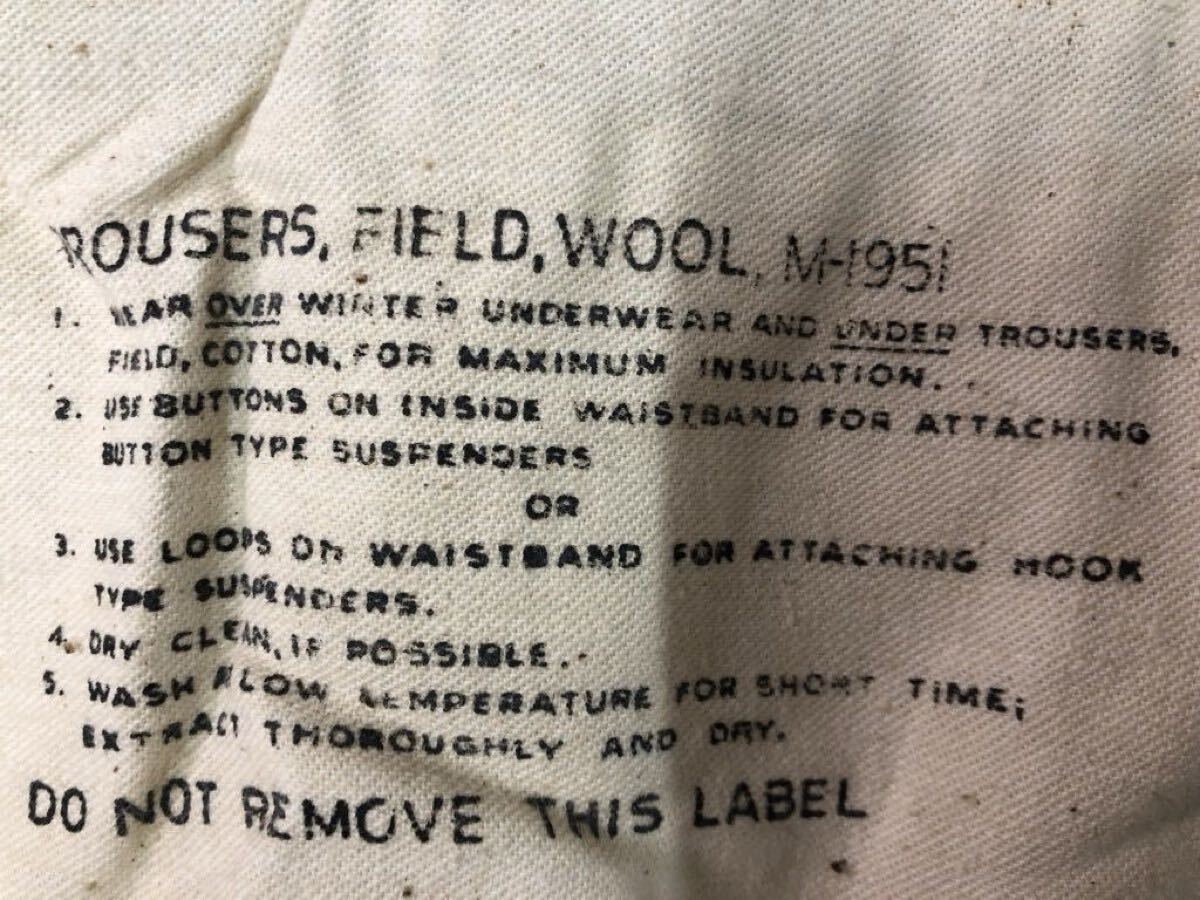 TROUSERS, FIELD, WOOL, M-1951
1. WEAR OVER WINTER UNDERWEAR AND UNDER TROUSERS,
FIELD, COTTON, FOR MAXIMUM INSULATION.
2. USE BUTTONS ON INSIDE WAISTBAND FOR ATTACHING
BUTTON TYPE SUSPENDERS
OR
3. USE LOOPS ON WAISTBAND FOR ATTACHING HOOK
TYPE SUSPENDERS.
4. DRY CLEAN, IF POSSIBLE.
5. WASH LOW TEMPERATURE FOR SHORT TIME;
EXTRACT THOROUGHLY AND DRY.
DO NOT REMOVE THIS LABEL